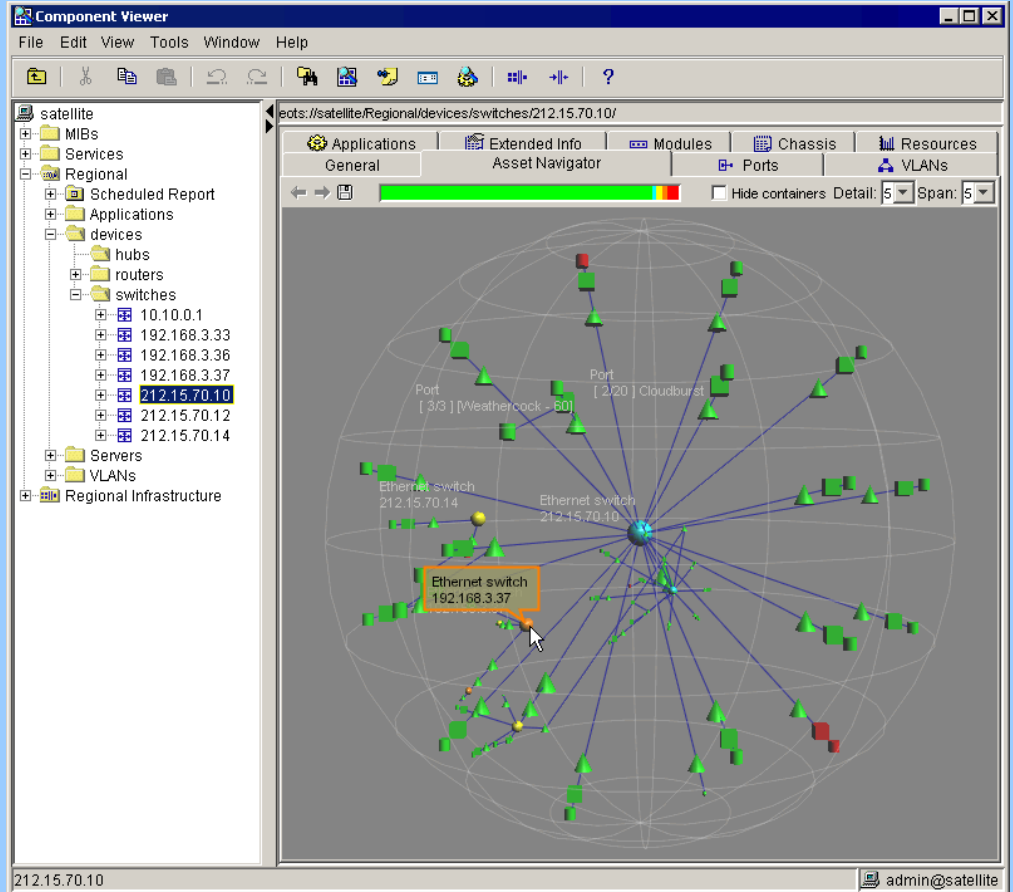 Component Viewer
File Edit View Tools Window Help
?
satellite
MIBs
Services
Regional
Scheduled Report
Applications
devices
hubs
routers
switches
10.10.0.1
192.168.3.33
192.168.3.36
192.168.3.37
212.15.70.10
212.15.70.12
212.15.70.14
Servers
VLANs
Regional Infrastructure
ects://satellite/Regional/devices/switches/212.15.70.10/
Applications Extended Info Modules Chassis Resources
General Asset Navigator Ports VLANs
Hide containers Detail: 5 Span: 5
Port
[ 3/3 ] [Weathercock - 60]
Port
[ 2/20 ] Cloudburst
Ethernet switch
212.15.70.14
Ethernet switch
212.15.70.10
Ethernet switch
192.168.3.37
212.15.70.10 admin@satellite